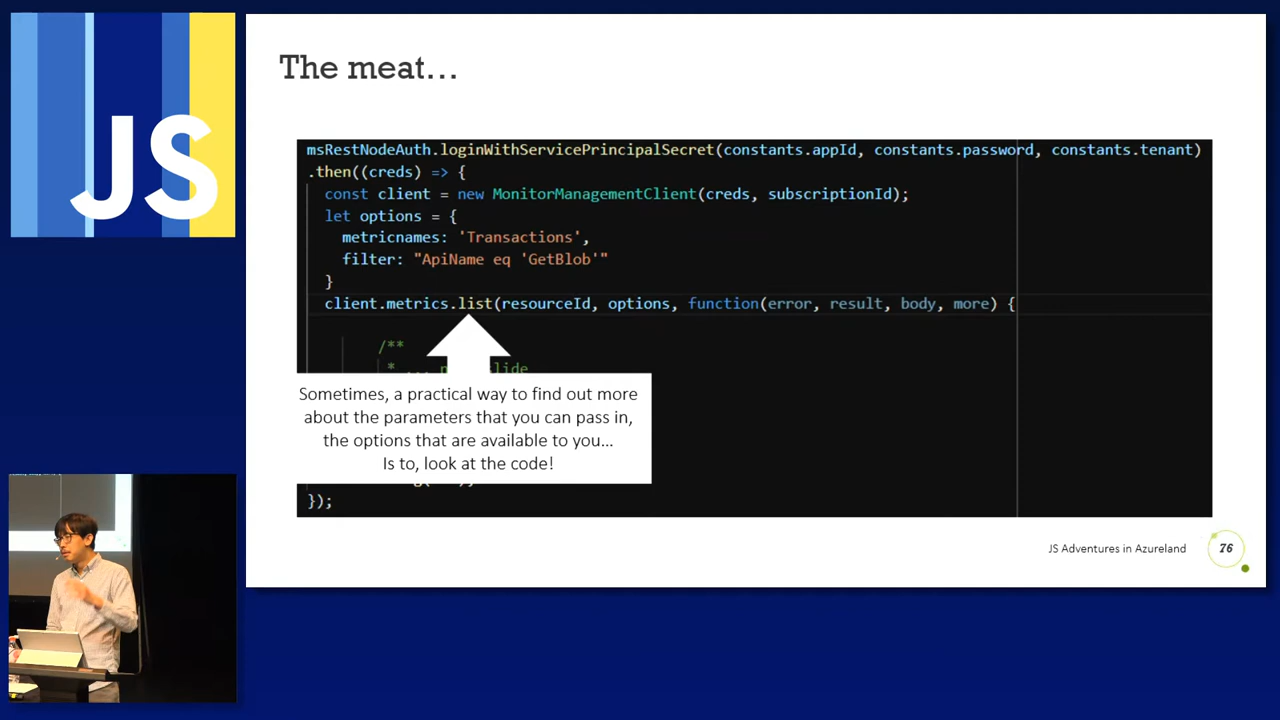 JS
The meat…
msRestNodeAuth.loginWithServicePrincipalSecret(constants.appId, constants.password, constants.tenant)
.then((creds) => {
const client = new MonitorManagementClient(creds, subscriptionId);
let options = {
metricnames: 'Transactions',
filter: "ApiName eq 'GetBlob'"
}
client.metrics.list(resourceId, options, function(error, result, body, more) {
/**
* ...
Sometimes, a practical way to find out more
about the parameters that you can pass in,
the options that are available to you…
Is to, look at the code!
});
JS Adventures in Azureland
76